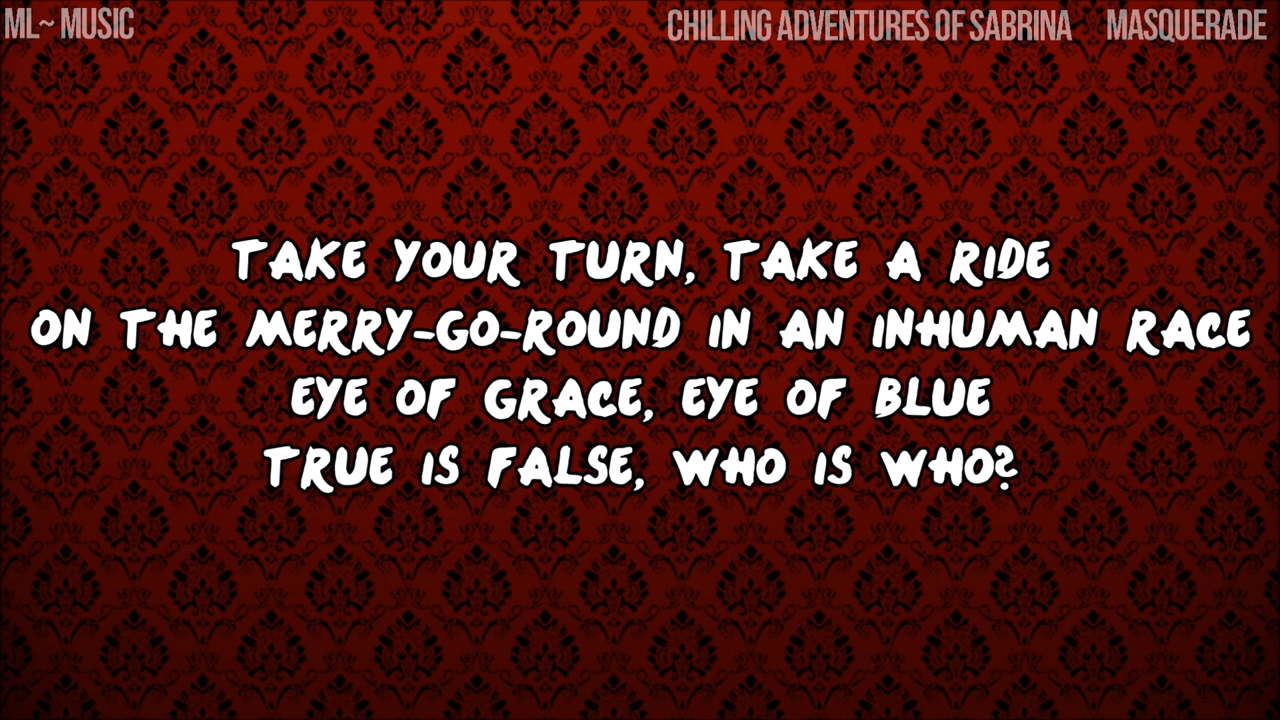 ML~ MUSIC
CHILLING ADVENTURES OF SABRINA MASQUERADE
TAKE YOUR TURN, TAKE A RIDE
ON THE MERRY-GO-ROUND IN AN INHUMAN RACE
EYE OF GRACE, EYE OF BLUE
TRUE IS FALSE, WHO IS WHO?